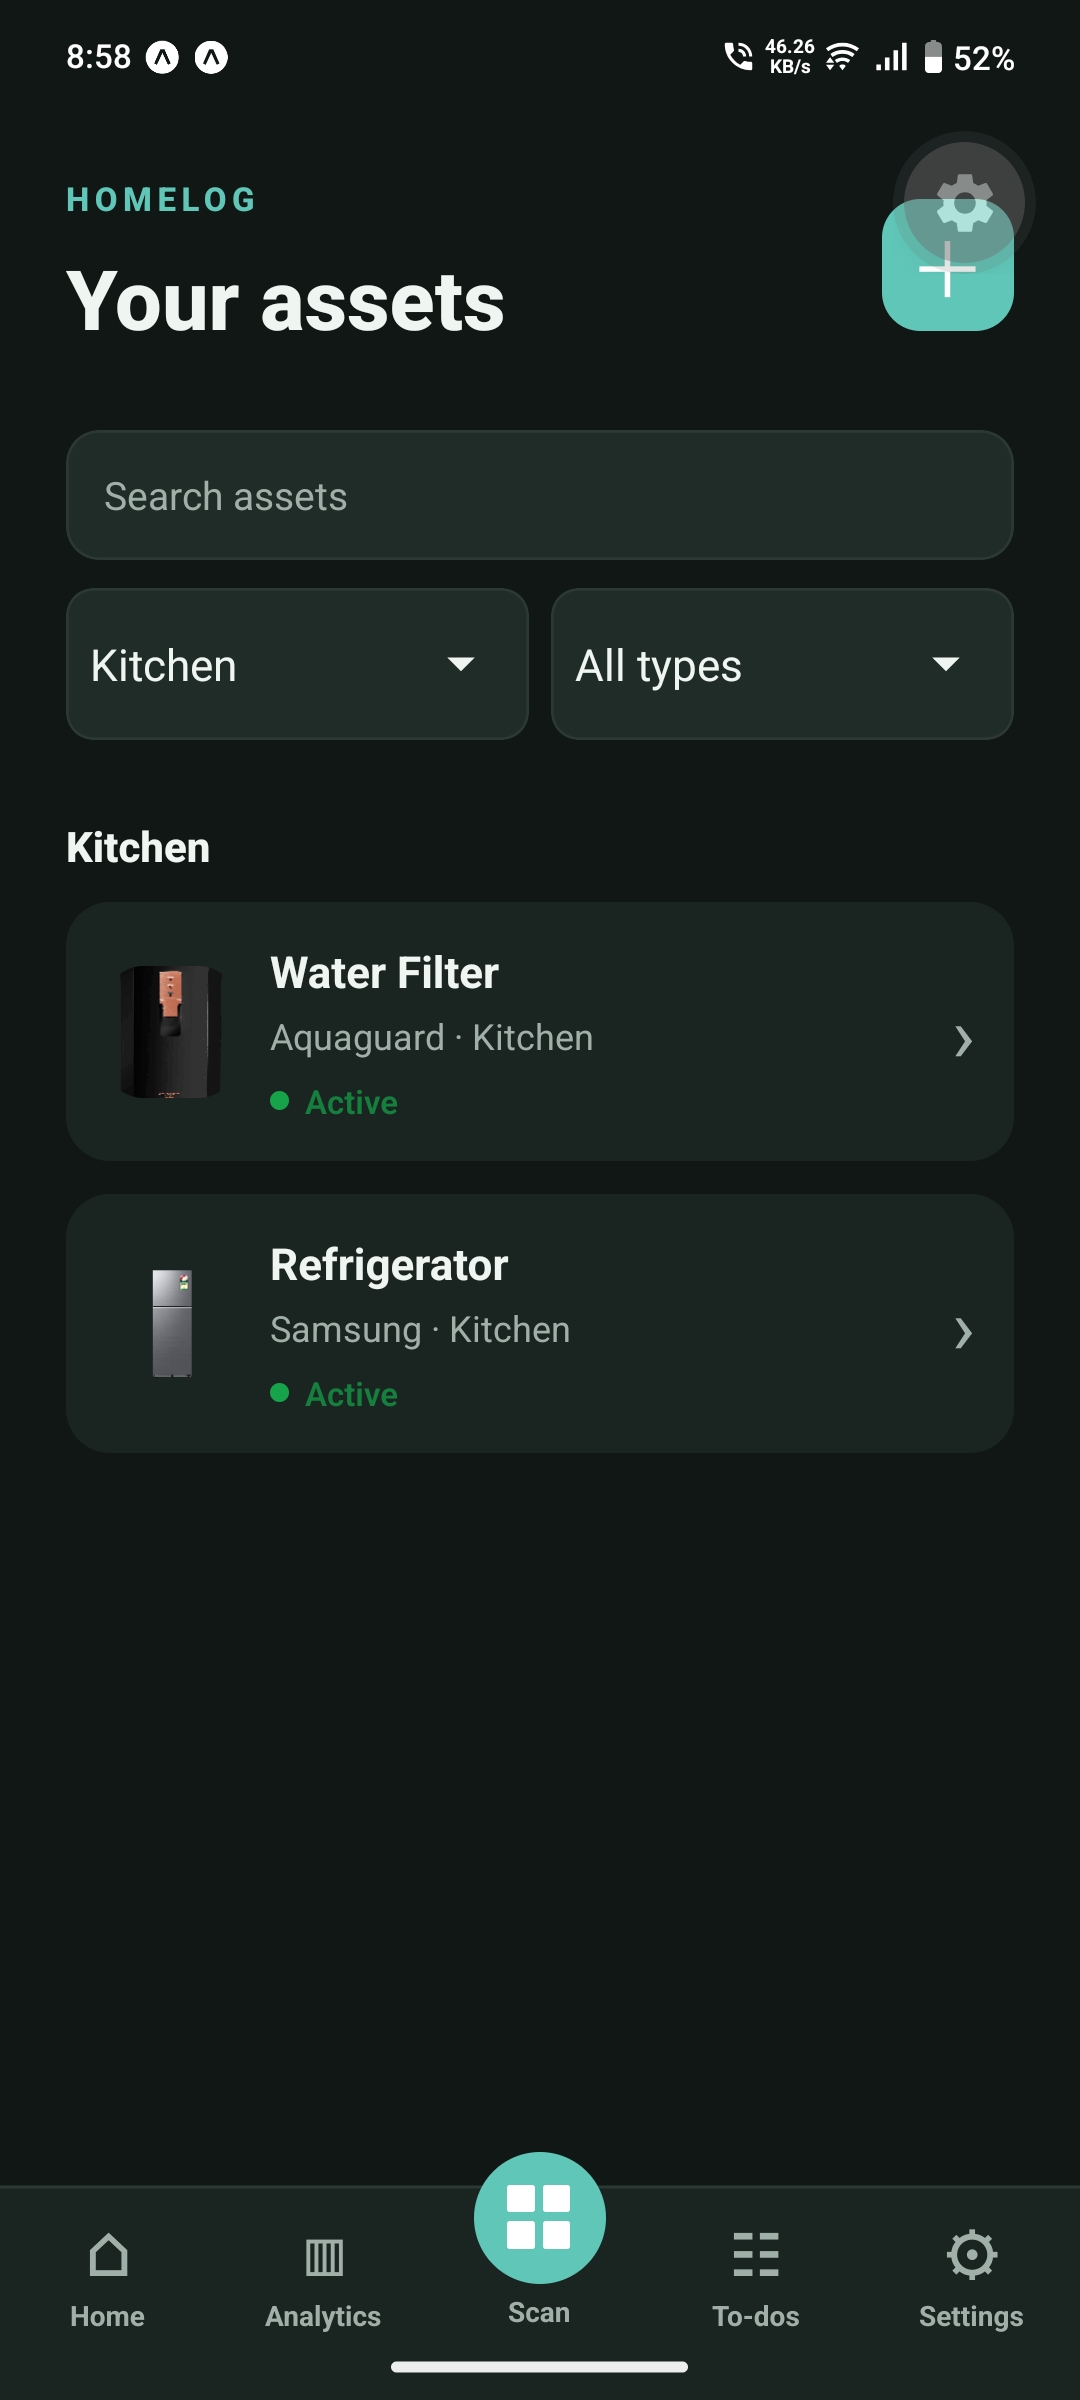 8:58
46.26
KB/s
52%
HOMELOG
Your assets
Search assets
Kitchen
All types
Kitchen
Water Filter
Aquaguard · Kitchen
Active
Refrigerator
Samsung · Kitchen
Active
Home
Analytics
Scan
To-dos
Settings